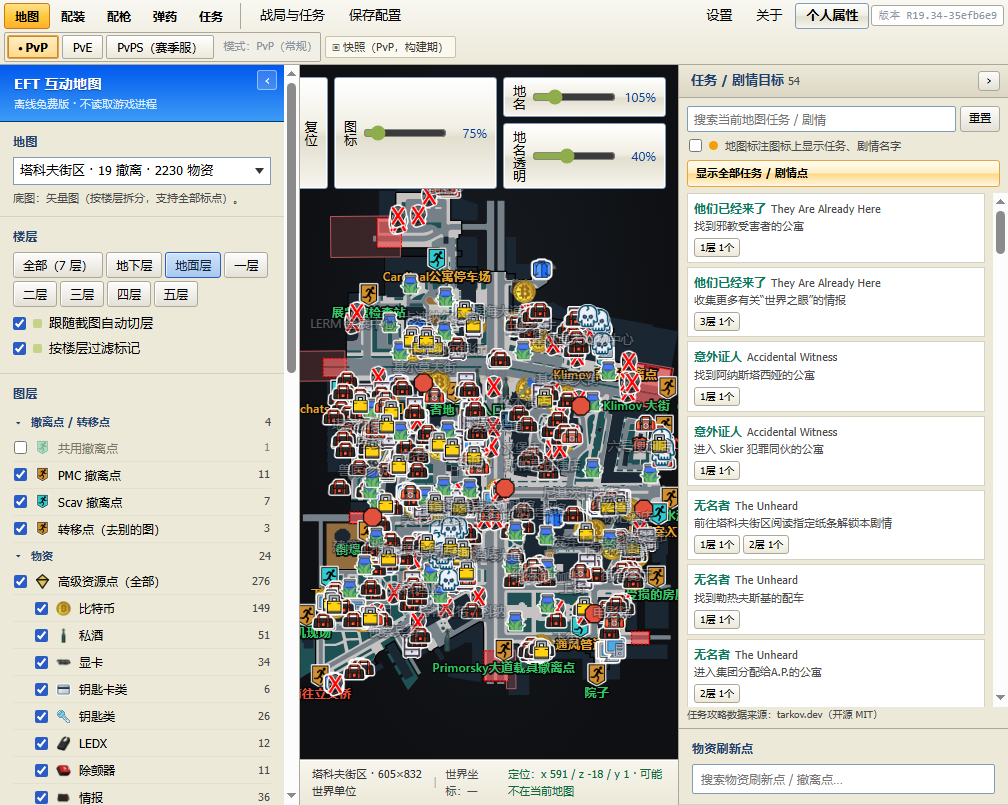 地图 配装 配枪 弹药 任务 战局与任务 保存配置 设置 关于 个人属性 版本 R19.34-35efb6e9
• PvP PvE PvPS（赛季服） 模式：PvP（常规） 快照（PvP，构建期）
EFT 互动地图
离线免费版 · 不读取游戏进程
地图
塔科夫街区 · 19 撤离 · 2230 物资
底图：矢量图（按楼层拆分，支持全部标点）。
楼层
全部（7 层） 地下层 地面层 一层
二层 三层 四层 五层
跟随截图自动切层
按楼层过滤标记
图层
撤离点 / 转移点 4
共用撤离点 1
PMC 撤离点 11
Scav 撤离点 7
转移点（去别的图） 3
物资 24
高级资源点（全部） 276
比特币 149
私酒 51
显卡 34
钥匙卡类 6
钥匙类 26
LEDX 12
除颤器 11
情报 36
复位
图标 75%
地名 105%
地名透明 40%
Cardinal公寓停车场
Klimov 大街
Primorsky大道载具撤离点
院子
塔科夫街区 · 605×832 世界单位
世界坐标：—
定位：x 591 / z -18 / y 1 · 可能不在当前地图
任务 / 剧情目标 54
搜索当前地图任务 / 剧情 重置
地图标注图标上显示任务、剧情名字
显示全部任务 / 剧情点
他们已经来了 They Are Already Here
找到邪教受害者的公寓
1层 1个
他们已经来了 They Are Already Here
收集更多有关“世界之眼”的情报
3层 1个
意外证人 Accidental Witness
找到阿纳斯塔西娅的公寓
1层 1个
意外证人 Accidental Witness
进入 Skier 犯罪同伙的公寓
1层 1个
无名者 The Unheard
前往塔科夫街区阅读指定纸条解锁本剧情
1层 1个 2层 1个
无名者 The Unheard
找到勒热夫斯基的配车
1层 1个
无名者 The Unheard
进入集团分配给A.P.的公寓
2层 1个
任务攻略数据来源：tarkov.dev（开源 MIT）
物资刷新点
搜索物资刷新点 / 撤离点...